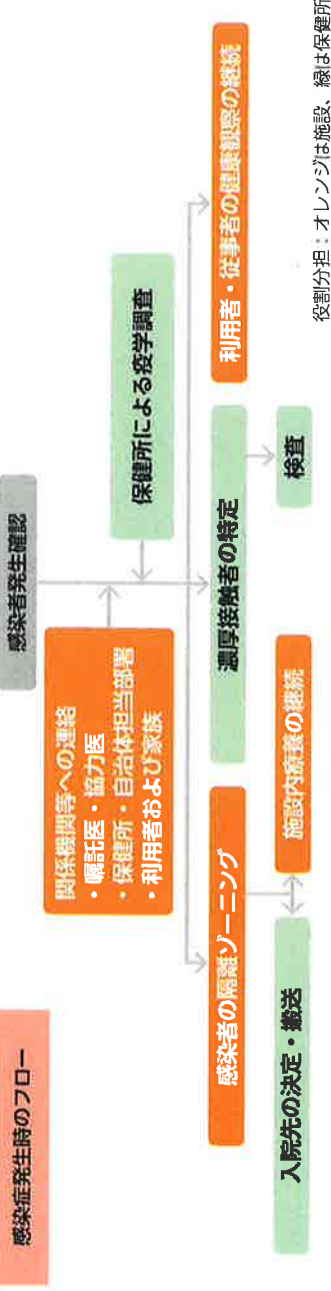 感染症発生時のフロー
感染者発生確認
関係機関等への連絡
・嘱託医・協力医
・保健所・自治体担当部署
・利用者および家族
保健所による疫学調査
感染者の隔離ゾーニング
濃厚接触者の特定
利用者・従事者の健康観察の継続
入院先の決定・搬送
施設内療養の継続
検査
役割分担：オレンジは施設、緑は保健所